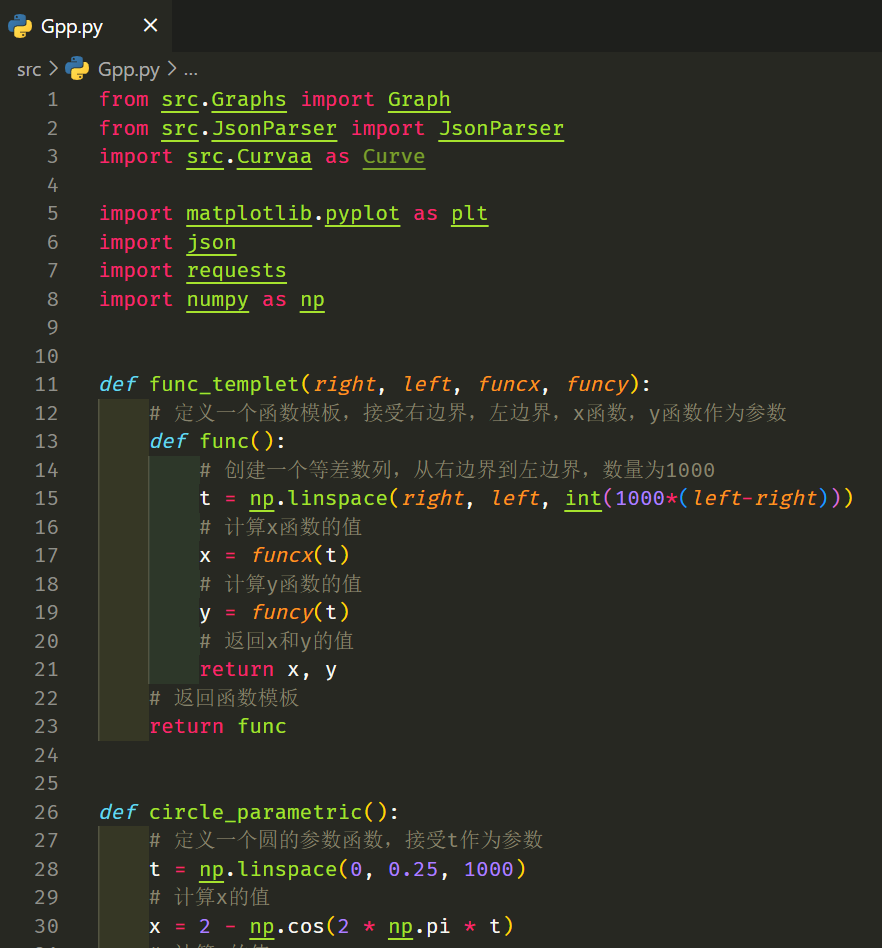 Gpp.py ×
src > Gpp.py > ...
1 from src.Graphs import Graph
2 from src.JsonParser import JsonParser
3 import src.Curvaa as Curve
4
5 import matplotlib.pyplot as plt
6 import json
7 import requests
8 import numpy as np
9
10
11 def func_templet(right, left, funcx, funcy):
12     # 定义一个函数模板，接受右边界，左边界，x函数，y函数作为参数
13     def func():
14         # 创建一个等差数列，从右边界到左边界，数量为1000
15         t = np.linspace(right, left, int(1000*(left-right)))
16         # 计算x函数的值
17         x = funcx(t)
18         # 计算y函数的值
19         y = funcy(t)
20         # 返回x和y的值
21         return x, y
22     # 返回函数模板
23     return func
24
25
26 def circle_parametric():
27     # 定义一个圆的参数函数，接受t作为参数
28     t = np.linspace(0, 0.25, 1000)
29     # 计算x的值
30     x = 2 - np.cos(2 * np.pi * t)